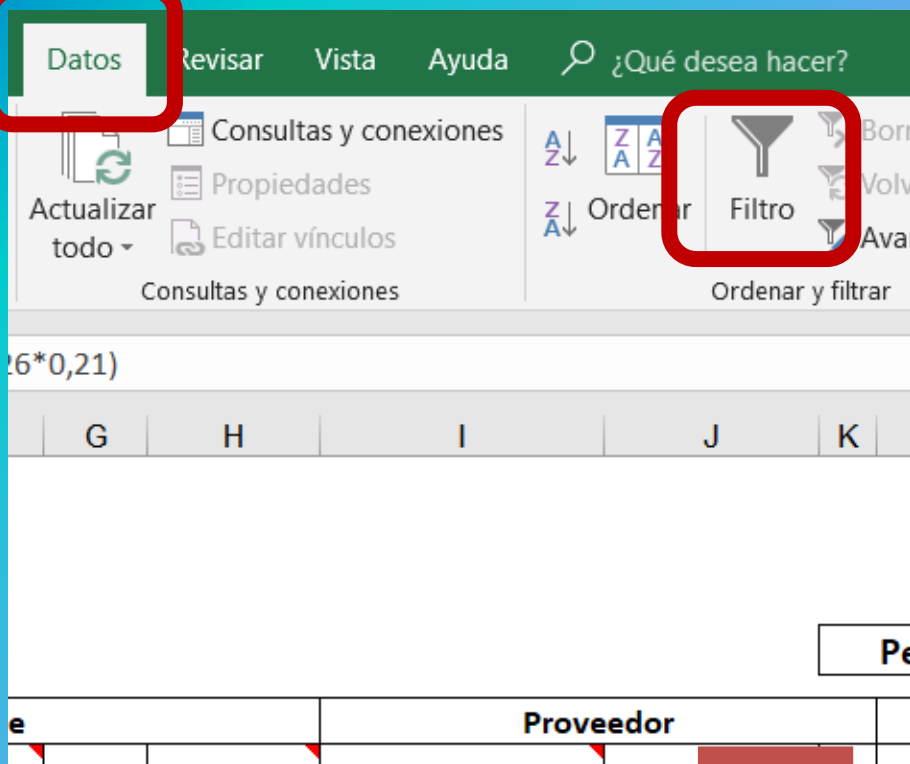 Datos Revisar Vista Ayuda ¿Qué desea hacer?
Consultas y conexiones
Propiedades
Editar vínculos
Actualizar
todo
Ordenar
Filtro
Consultas y conexiones
Ordenar y filtrar
26*0,21)
G H I J K
Proveedor